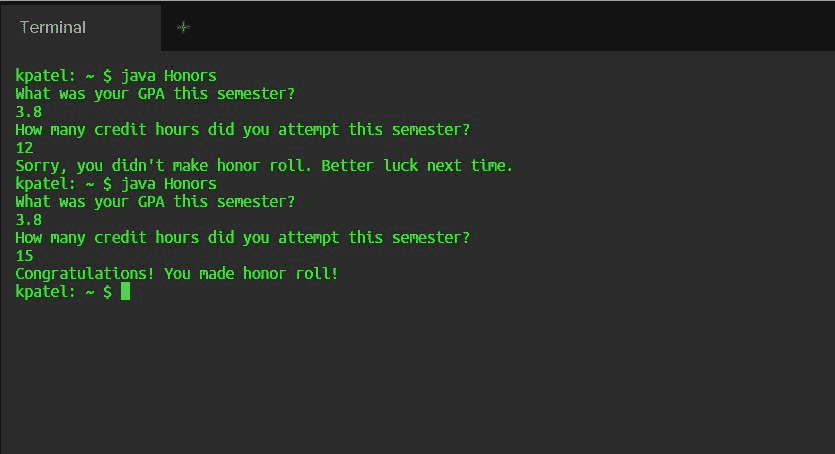 Terminal +
kpatel: ~ $ java Honors
What was your GPA this semester?
3.8
How many credit hours did you attempt this semester?
12
Sorry, you didn't make honor roll. Better luck next time.
kpatel: ~ $ java Honors
What was your GPA this semester?
3.8
How many credit hours did you attempt this semester?
15
Congratulations! You made honor roll!
kpatel: ~ $